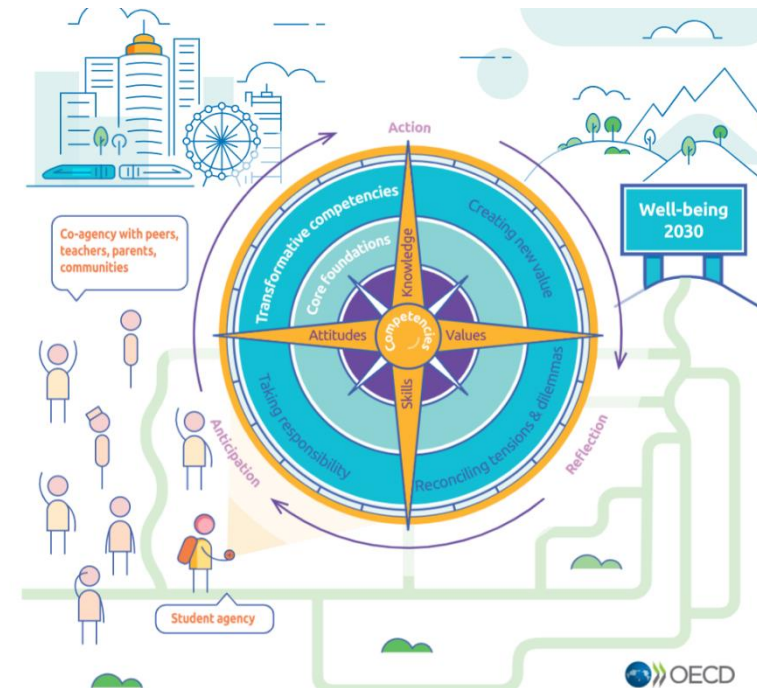 Action
Transformative competencies
Creating new value
Core foundations
Knowledge
Well-being
2030
Co-agency with peers,
teachers, parents,
communities
Attitudes
Competencies
Values
Skills
Taking responsibility
Reconciling tensions & dilemmas
Anticipation
Reflection
Student agency
OECD